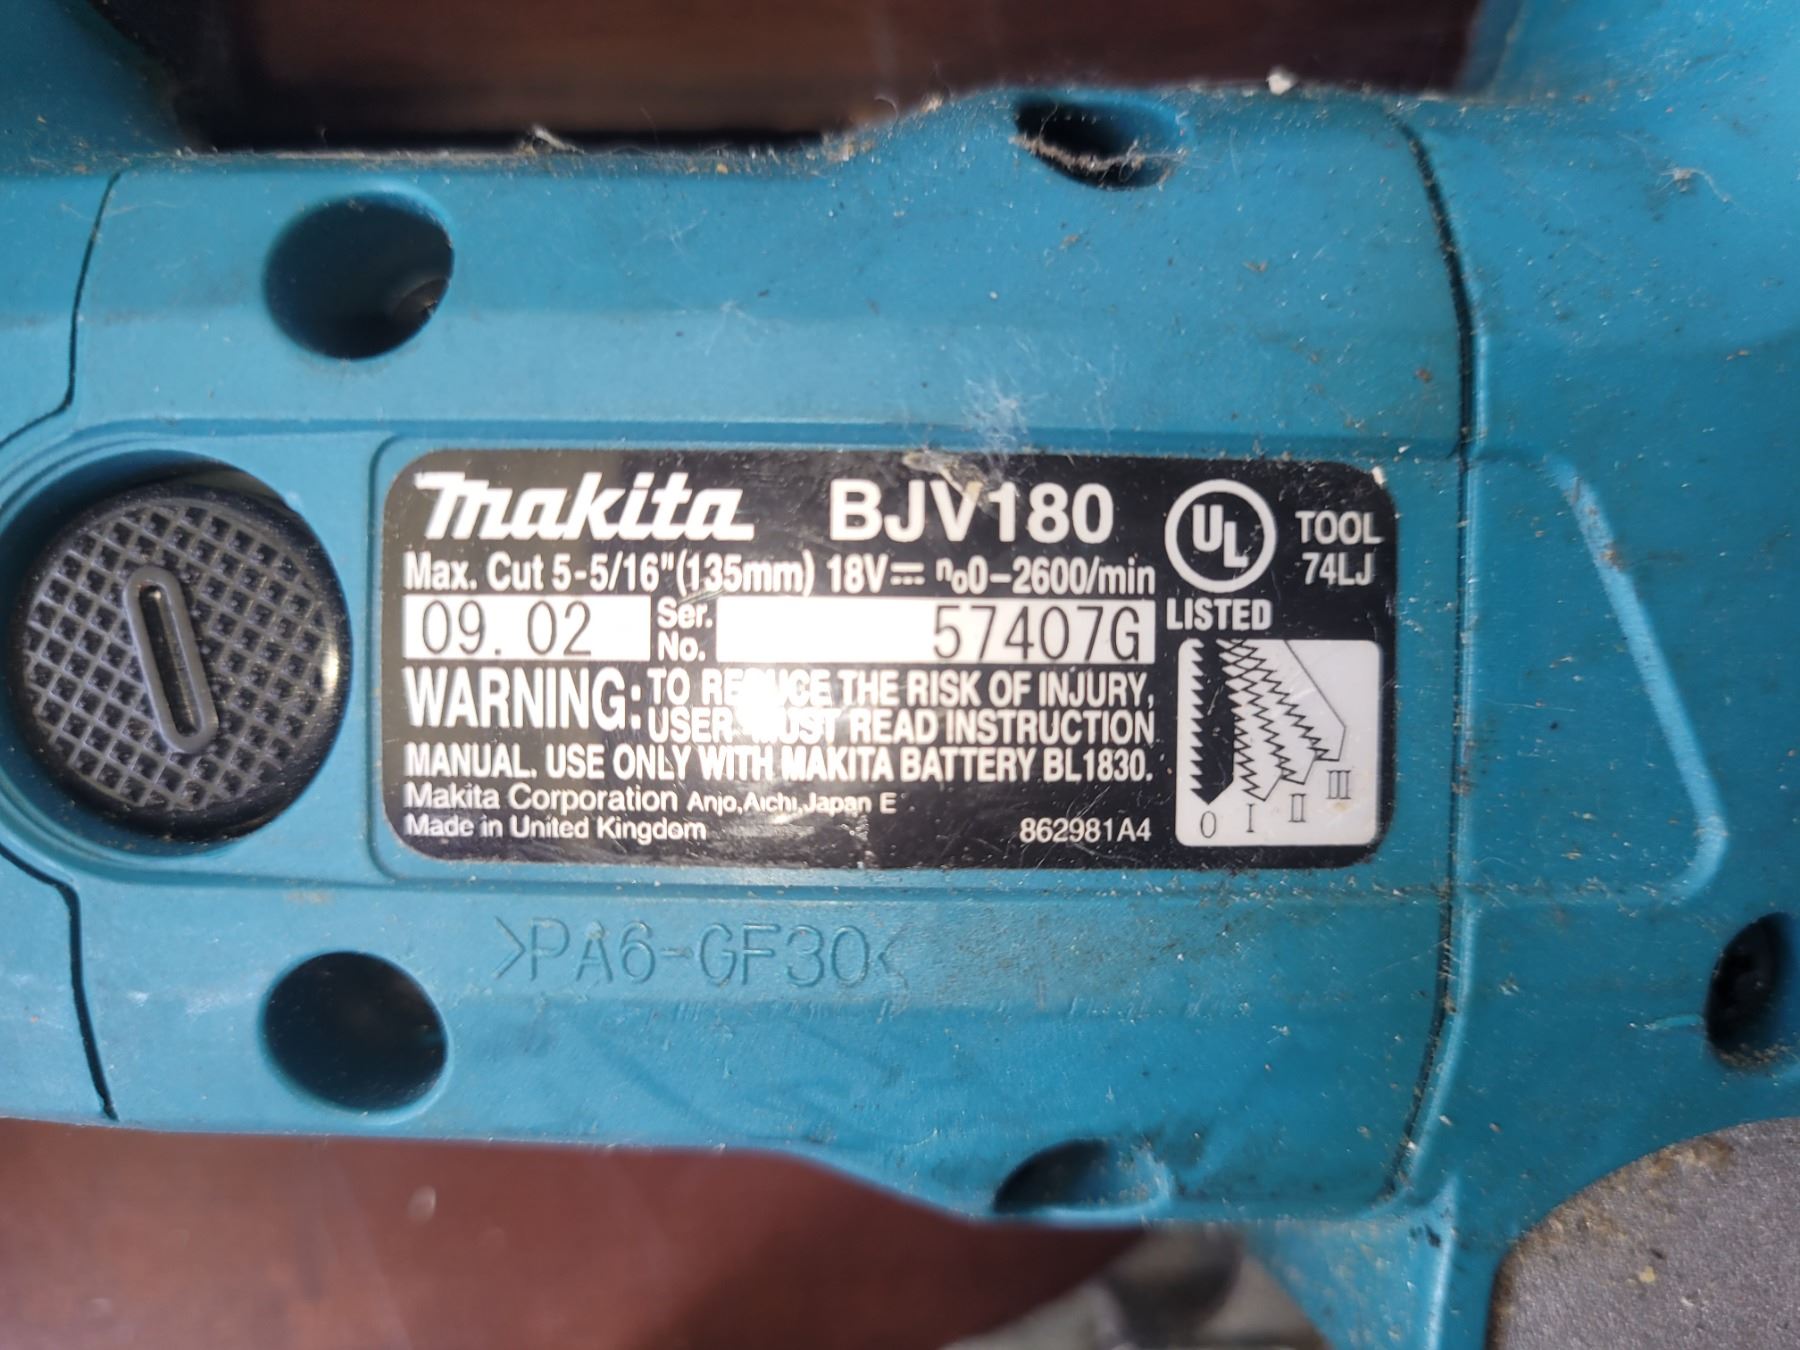 makita BJV180
Max. Cut 5-5/16"(135mm) 18V⎓ n₀0-2600/min
09. 02 Ser. No. 57407G
UL
LISTED
TOOL
74LJ
WARNING: TO REDUCE THE RISK OF INJURY,
USER MUST READ INSTRUCTION
MANUAL. USE ONLY WITH MAKITA BATTERY BL1830.
Makita Corporation Anjo,Aichi,Japan E
Made in United Kingdom 862981A4
0 I II III
>PA6-GF30<